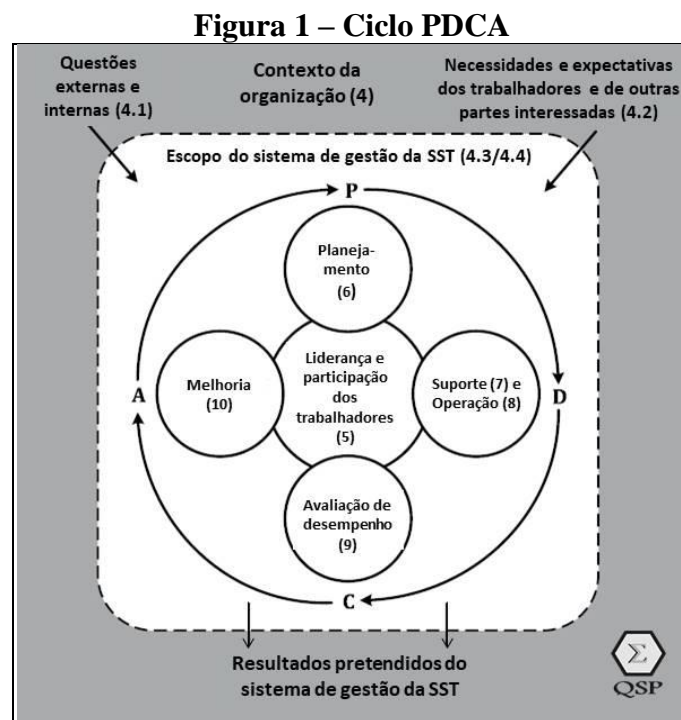 Figura 1 – Ciclo PDCA
Questões
externas e
internas (4.1)
Contexto da
organização (4)
Necessidades e expectativas
dos trabalhadores e de outras
partes interessadas (4.2)
Escopo do sistema de gestão da SST (4.3/4.4)
P
Planeja-
mento
(6)
A
Melhoria
(10)
Liderança e
participação
dos
trabalhadores
(5)
Suporte (7) e
Operação (8)
D
Avaliação de
desempenho
(9)
C
Resultados pretendidos do
sistema de gestão da SST
Σ
QSP